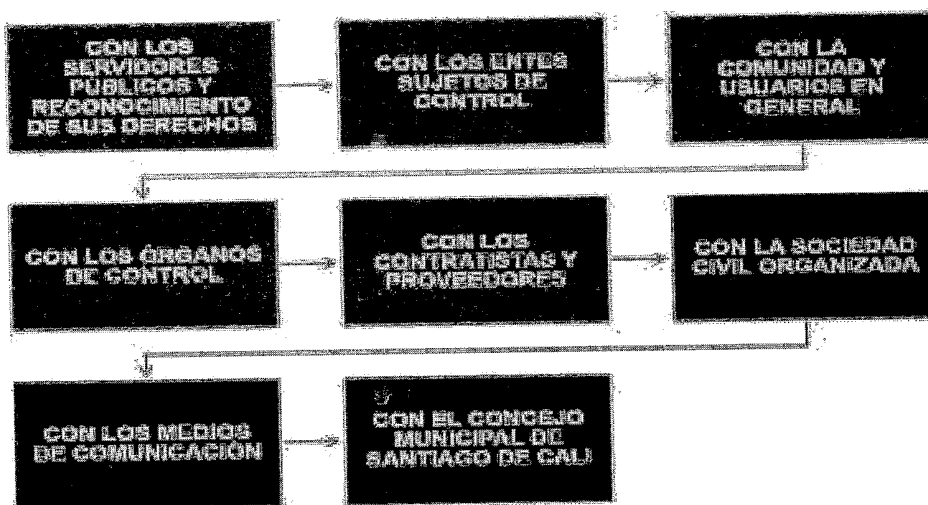 CON LOS
SERVIDORES
PÚBLICOS Y
RECONOCIMIENTO
DE SUS DERECHOS
CON LOS ENTES
SUJETOS DE
CONTROL
CON LA
COMUNIDAD Y
USUARIOS EN
GENERAL
CON LOS ÓRGANOS
DE CONTROL
CON LOS
CONTRATISTAS Y
PROVEEDORES
CON LA SOCIEDAD
CIVIL ORGANIZADA
CON LOS MEDIOS
DE COMUNICACIÓN
CON EL CONCEJO
MUNICIPAL DE
SANTIAGO DE CALI